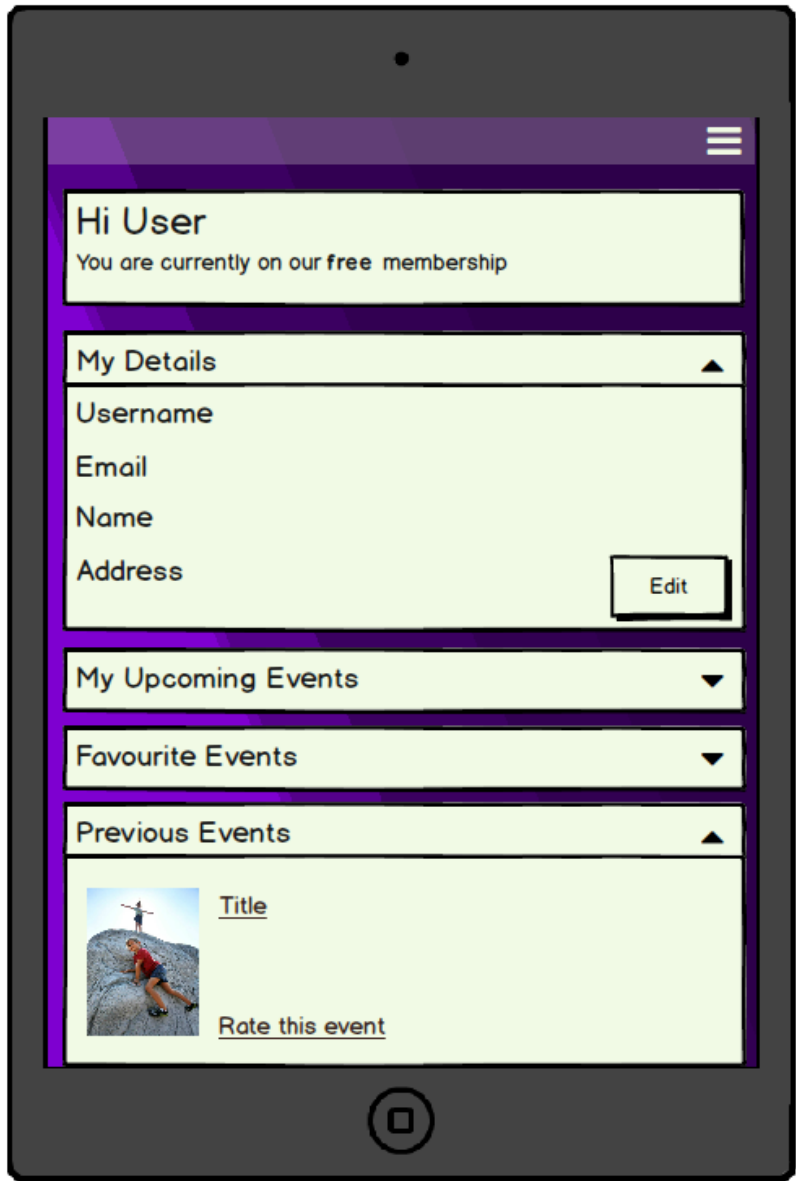 Hi User
You are currently on our free membership
My Details
Username
Email
Name
Address
Edit
My Upcoming Events
Favourite Events
Previous Events
Title
Rate this event